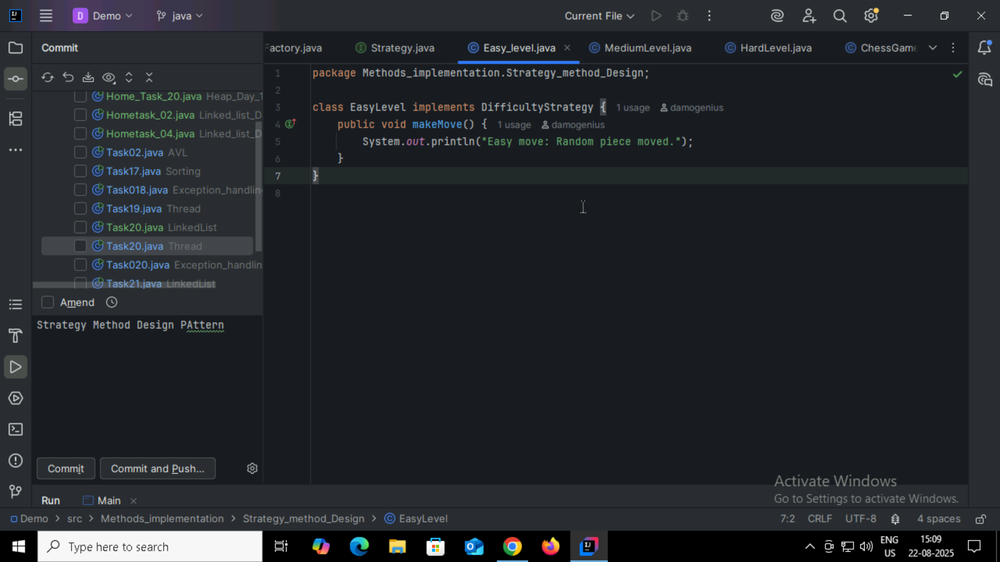 D Demo java Current File
Commit
actory.java Strategy.java Easy_level.java MediumLevel.java HardLevel.java ChessGame
Home_Task_20.java Heap_Day_1
Hometask_02.java Linked_list_D
Hometask_04.java Linked_list_D
Task02.java AVL
Task17.java Sorting
Task018.java Exception_handlin
Task19.java Thread
Task20.java LinkedList
Task20.java Thread
Task020.java Exception_handlin
Task21.java LinkedList
Amend
Strategy Method Design PAttern
Commit Commit and Push...
1 package Methods_implementation.Strategy_method_Design;
2
3 class EasyLevel implements DifficultyStrategy { 1 usage damogenius
4 public void makeMove() { 1 usage damogenius
5 System.out.println("Easy move: Random piece moved.");
6 }
7 }
8
Activate Windows
Go to Settings to activate Windows.
Run Main
Demo > src > Methods_implementation > Strategy_method_Design > EasyLevel 7:2 CRLF UTF-8 4 spaces
Type here to search
ENG
US
15:09
22-08-2025